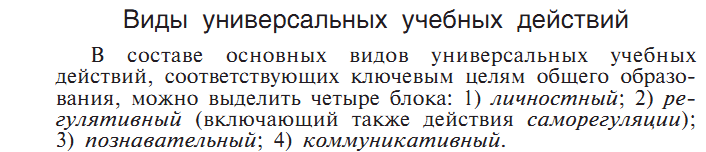 Виды универсальных учебных действий
В составе основных видов универсальных учебных
действий, соответствующих ключевым целям общего образо-
вания, можно выделить четыре блока: 1) личностный; 2) ре-
гулятивный (включающий также действия саморегуляции);
3) познавательный; 4) коммуникативный.